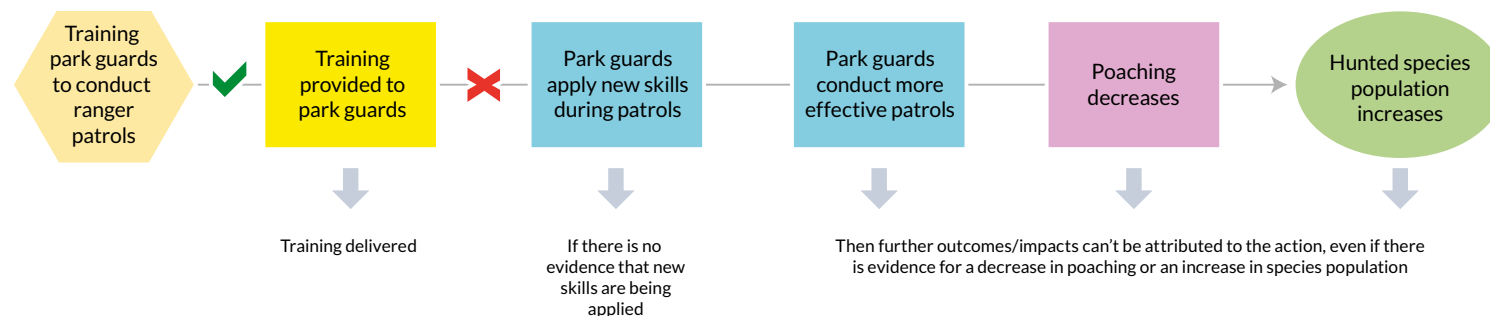 Training
park guards
to conduct
ranger
patrols
Training
provided to
park guards
Park guards
apply new skills
during patrols
Park guards
conduct more
effective patrols
Poaching
decreases
Hunted species
population
increases
Training delivered
If there is no
evidence that new
skills are being
applied
Then further outcomes/impacts can’t be attributed to the action, even if there
is evidence for a decrease in poaching or an increase in species population